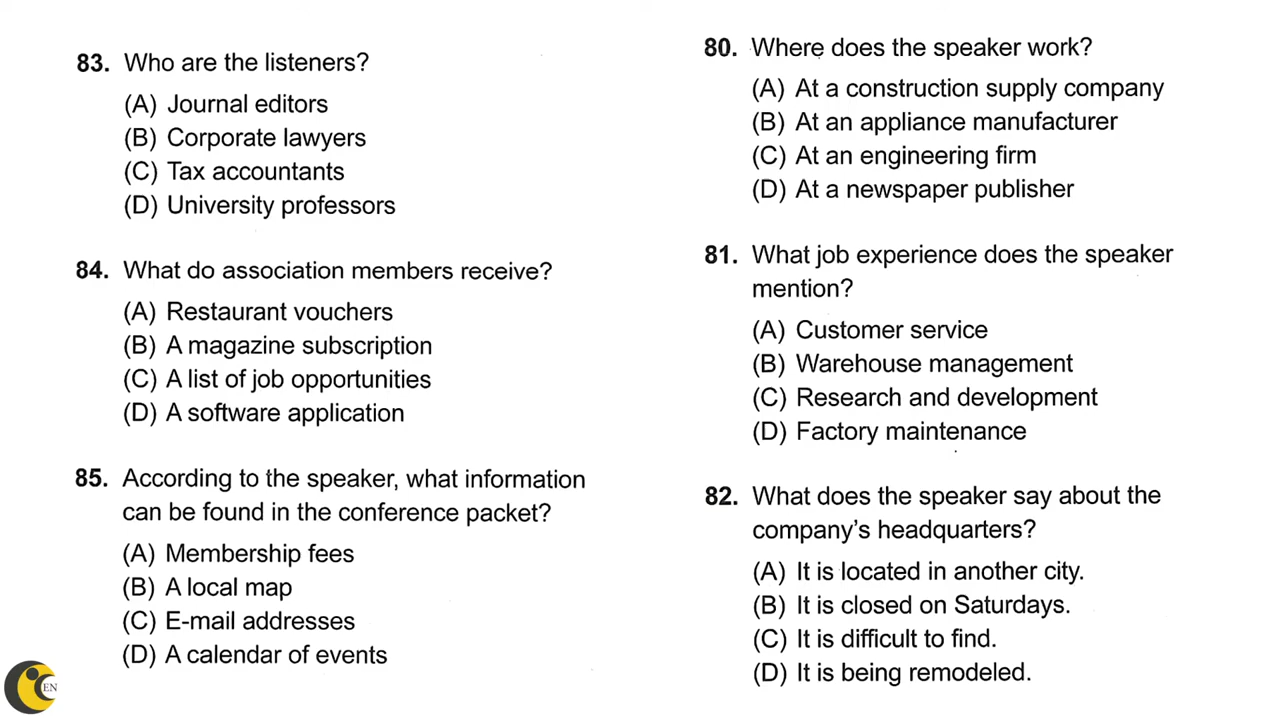 83. Who are the listeners?
(A) Journal editors
(B) Corporate lawyers
(C) Tax accountants
(D) University professors
84. What do association members receive?
(A) Restaurant vouchers
(B) A magazine subscription
(C) A list of job opportunities
(D) A software application
85. According to the speaker, what information
can be found in the conference packet?
(A) Membership fees
(B) A local map
(C) E-mail addresses
(D) A calendar of events
EN
80. Where does the speaker work?
(A) At a construction supply company
(B) At an appliance manufacturer
(C) At an engineering firm
(D) At a newspaper publisher
81. What job experience does the speaker
mention?
(A) Customer service
(B) Warehouse management
(C) Research and development
(D) Factory maintenance
82. What does the speaker say about the
company's headquarters?
(A) It is located in another city.
(B) It is closed on Saturdays.
(C) It is difficult to find.
(D) It is being remodeled.